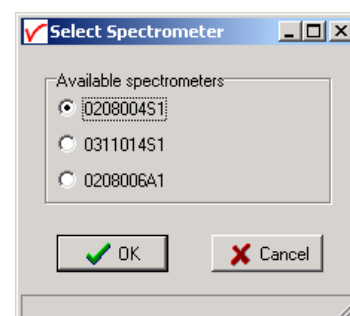 Select Spectrometer
Available spectrometers
0208004S1
0311014S1
0208006A1
OK Cancel